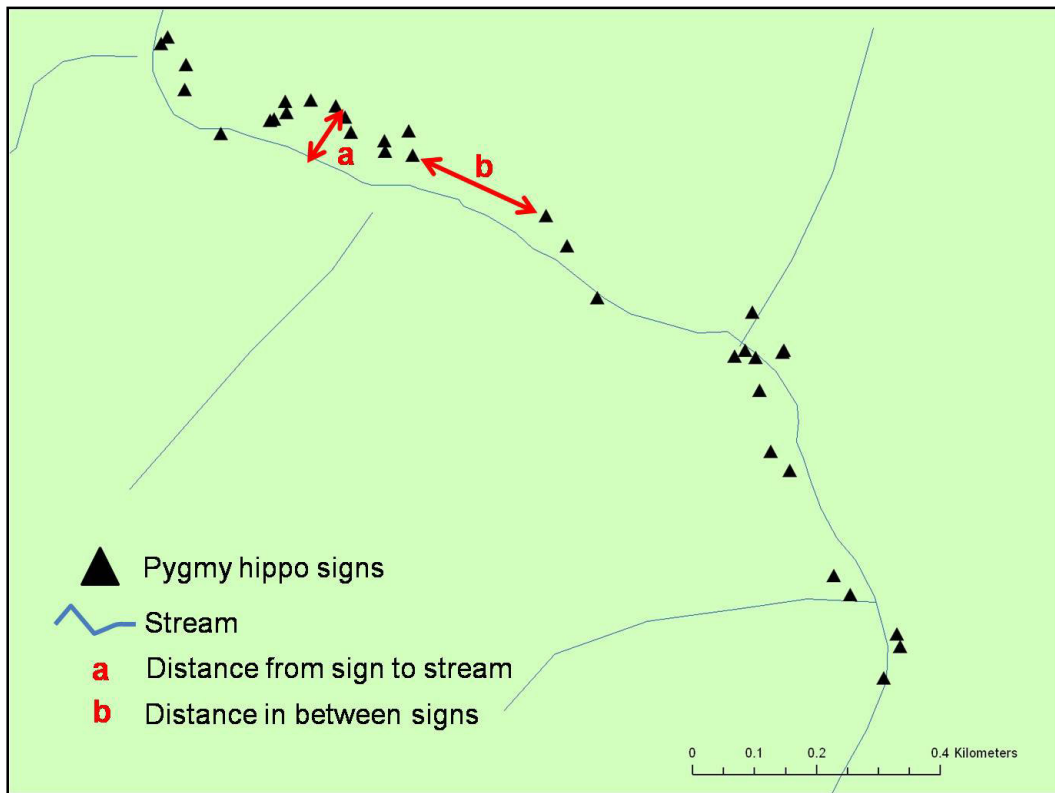 a
b
Pygmy hippo signs
Stream
a Distance from sign to stream
b Distance in between signs
0 0.1 0.2 0.4 Kilometers